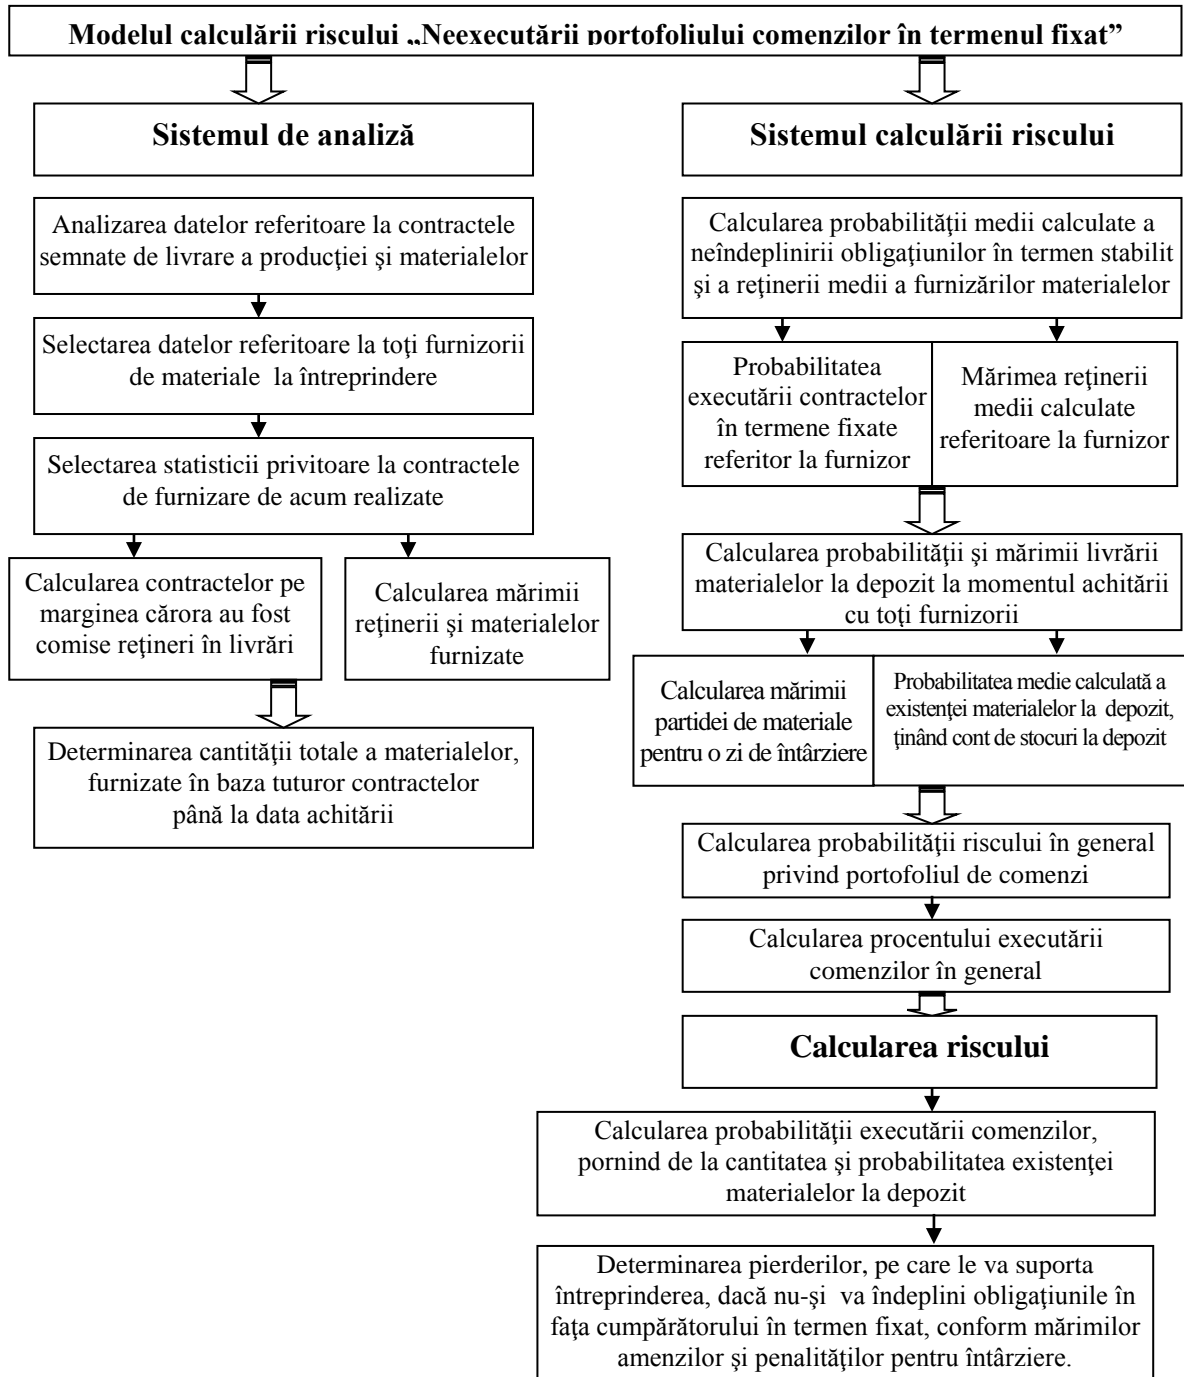 Modelul calculării riscului „Neexecutării portofoliului comenzilor în termenul fixat”
Sistemul de analiză
Analizarea datelor referitoare la contractele
semnate de livrare a producţiei şi materialelor
Selectarea datelor referitoare la toţi furnizorii
de materiale la întreprindere
Selectarea statisticii privitoare la contractele
de furnizare de acum realizate
Calcularea contractelor pe
marginea cărora au fost
comise reţineri în livrări
Calcularea mărimii
reţinerii şi materialelor
furnizate
Determinarea cantităţii totale a materialelor,
furnizate în baza tuturor contractelor
până la data achitării
Sistemul calculării riscului
Calcularea probabilităţii medii calculate a
neîndeplinirii obligaţiunilor în termen stabilit
şi a reţinerii medii a furnizărilor materialelor
Probabilitatea
executării contractelor
în termene fixate
referitor la furnizor
Mărimea reţinerii
medii calculate
referitoare la furnizor
Calcularea probabilităţii şi mărimii livrării
materialelor la depozit la momentul achitării
cu toţi furnizorii
Calcularea mărimii
partidei de materiale
pentru o zi de întârziere
Probabilitatea medie calculată a
existenţei materialelor la depozit,
ţinând cont de stocuri la depozit
Calcularea probabilităţii riscului în general
privind portofoliul de comenzi
Calcularea procentului executării
comenzilor în general
Calcularea riscului
Calcularea probabilităţii executării comenzilor,
pornind de la cantitatea şi probabilitatea existenţei
materialelor la depozit
Determinarea pierderilor, pe care le va suporta
întreprinderea, dacă nu-şi va îndeplini obligaţiunile în
faţa cumpărătorului în termen fixat, conform mărimilor
amenzilor şi penalităţilor pentru întârziere.